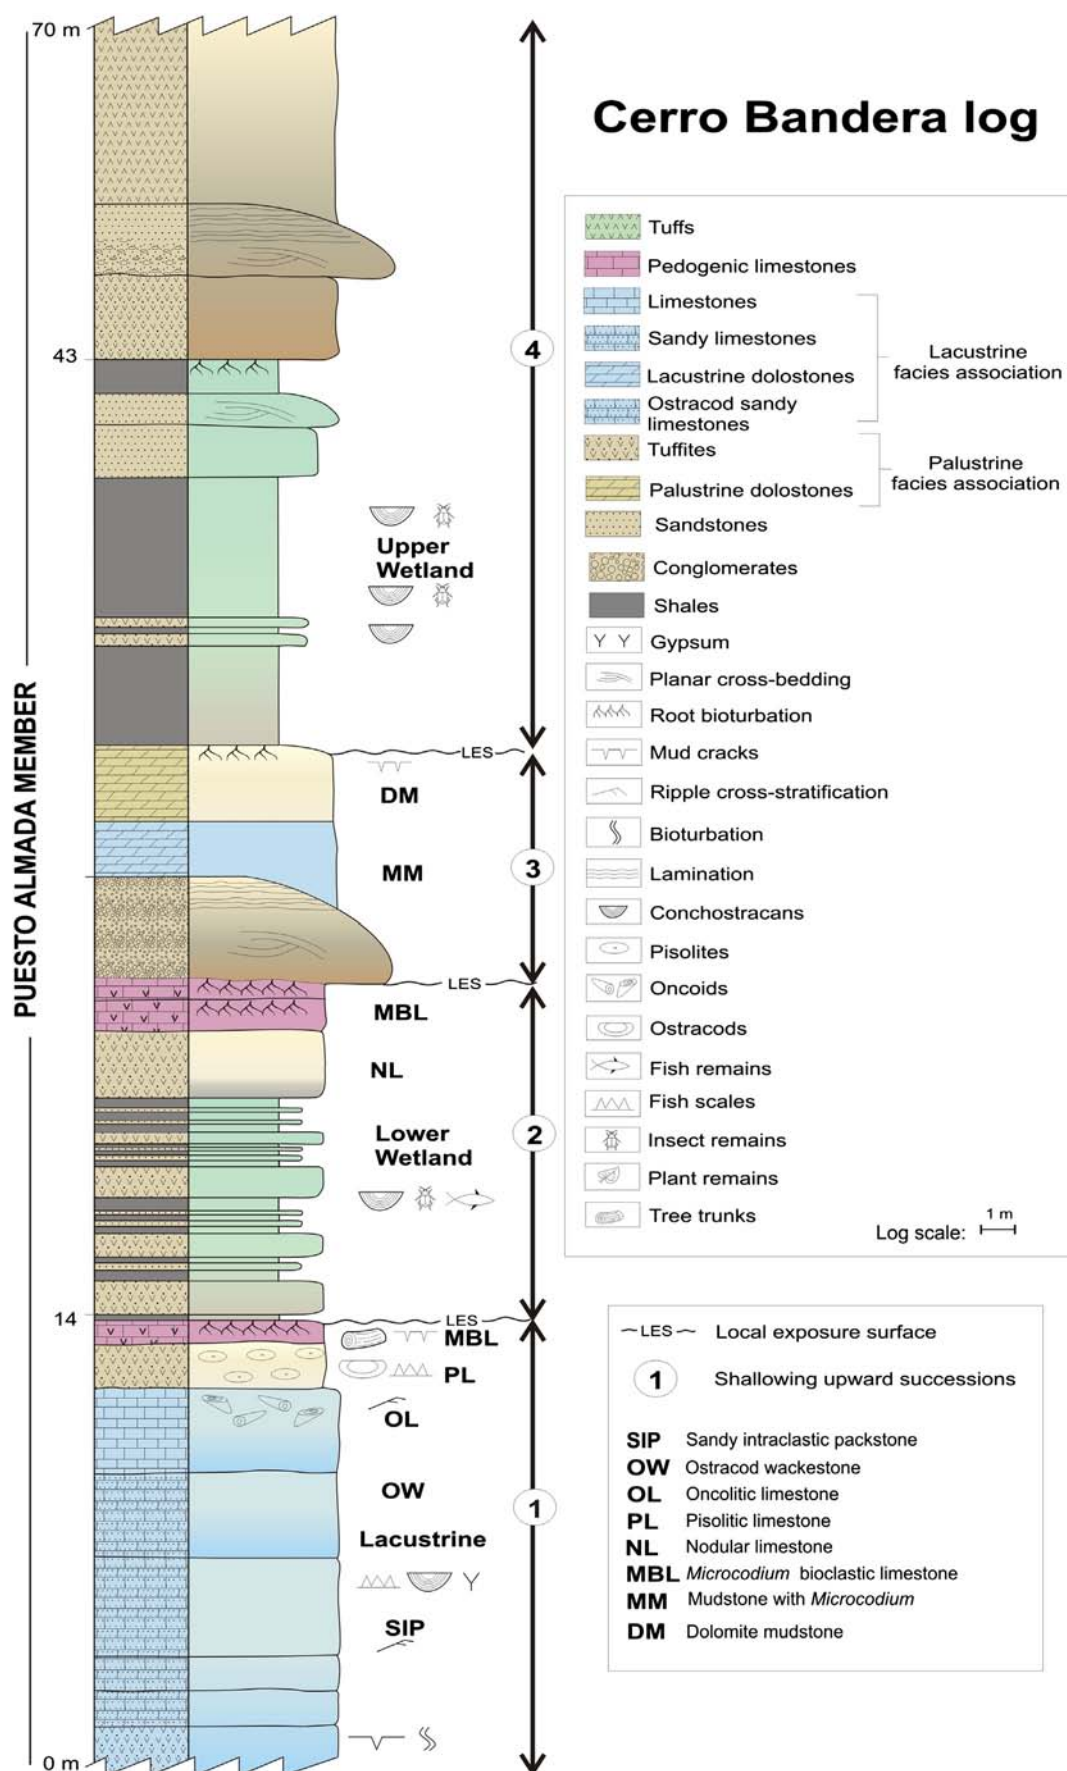 Cerro Bandera log
70 m
43
14
0 m
PUESTO ALMADA MEMBER
4
Upper
Wetland
LES
DM
MM
3
LES
MBL
NL
Lower
Wetland
2
LES
MBL
PL
OL
OW
Lacustrine
SIP
1
Tuffs
Pedogenic limestones
Limestones
Sandy limestones
Lacustrine dolostones
Ostracod sandy
limestones
Lacustrine
facies association
Tuffites
Palustrine dolostones
Palustrine
facies association
Sandstones
Conglomerates
Shales
Gypsum
Planar cross-bedding
Root bioturbation
Mud cracks
Ripple cross-stratification
Bioturbation
Lamination
Conchostracans
Pisolites
Oncoids
Ostracods
Fish remains
Fish scales
Insect remains
Plant remains
Tree trunks
Log scale: 1 m
LES Local exposure surface
1 Shallowing upward successions
SIP Sandy intraclastic packstone
OW Ostracod wackestone
OL Oncolitic limestone
PL Pisolitic limestone
NL Nodular limestone
MBL Microcodium bioclastic limestone
MM Mudstone with Microcodium
DM Dolomite mudstone